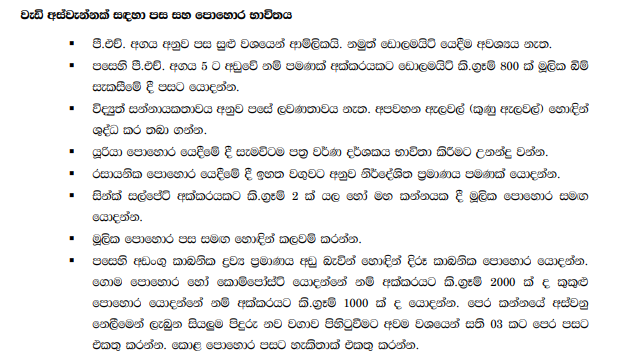 වැඩි අස්වැන්නක් සඳහා පස සහ පොහොර භාවිතය
▪ පී.එච්. අගය අනුව පස සුළු වශයෙන් ආම්ලිකයි. නමුත් ඩොලමයිට් යෙදීම අවශ්‍යය නැත.
▪ පසෙහි පී.එච්. අගය 5 ට අඩුවේ නම් පමණක් අක්කරයකට ඩොලමයිට් කි.ග්‍රෑම් 800 ක් මූලික බිම්
සැකසීමේ දී පසට යොදන්න.
▪ විද්‍යුත් සන්නායකතාවය අනුව පසේ ලවණතාවය නැත. අපවහන ඇලවල් (කුණු ඇලවල්) හොඳින්
ශුද්ධ කර තබා ගන්න.
▪ යූරියා පොහොර යෙදීමේ දී සැමවිටම පත්‍ර වර්ණ දර්ශකය භාවිතා කිරීමට උනන්දු වන්න.
▪ රසායනික පොහොර යෙදීමේ දී ඉහත වගුවට අනුව නිර්දේශිත ප්‍රමාණය පමණක් යොදන්න.
▪ සින්ක් සල්පේට් අක්කරයකට කි.ග්‍රෑම් 2 ක් යල හෝ මහ කන්නයක දී මූලික පොහොර සමඟ
යොදන්න.
▪ මූලික පොහොර පස සමඟ හොඳින් කලවම් කරන්න.
▪ පසෙහි අඩංගු කාබනික ද්‍රව්‍ය ප්‍රමාණය අඩු බැවින් හොඳින් දිරූ කාබනික පොහොර යොදන්න.
ගොම පොහොර හෝ කොම්පෝස්ට් යොදන්නේ නම් අක්කරයට කි.ග්‍රෑම් 2000 ක් ද කුකුළු
පොහොර යොදන්නේ නම් අක්කරයට කි.ග්‍රෑම් 1000 ක් ද යොදන්න. පෙර කන්නයේ අස්වනු
නෙලීමෙන් ලැබුන සියලුම පිදුරු නව වගාව පිහිටුවීමට අවම වශයෙන් සති 03 කට පෙර පසට
එකතු කරන්න. කොළ පොහොර පසට හැකිතාක් එකතු කරන්න.